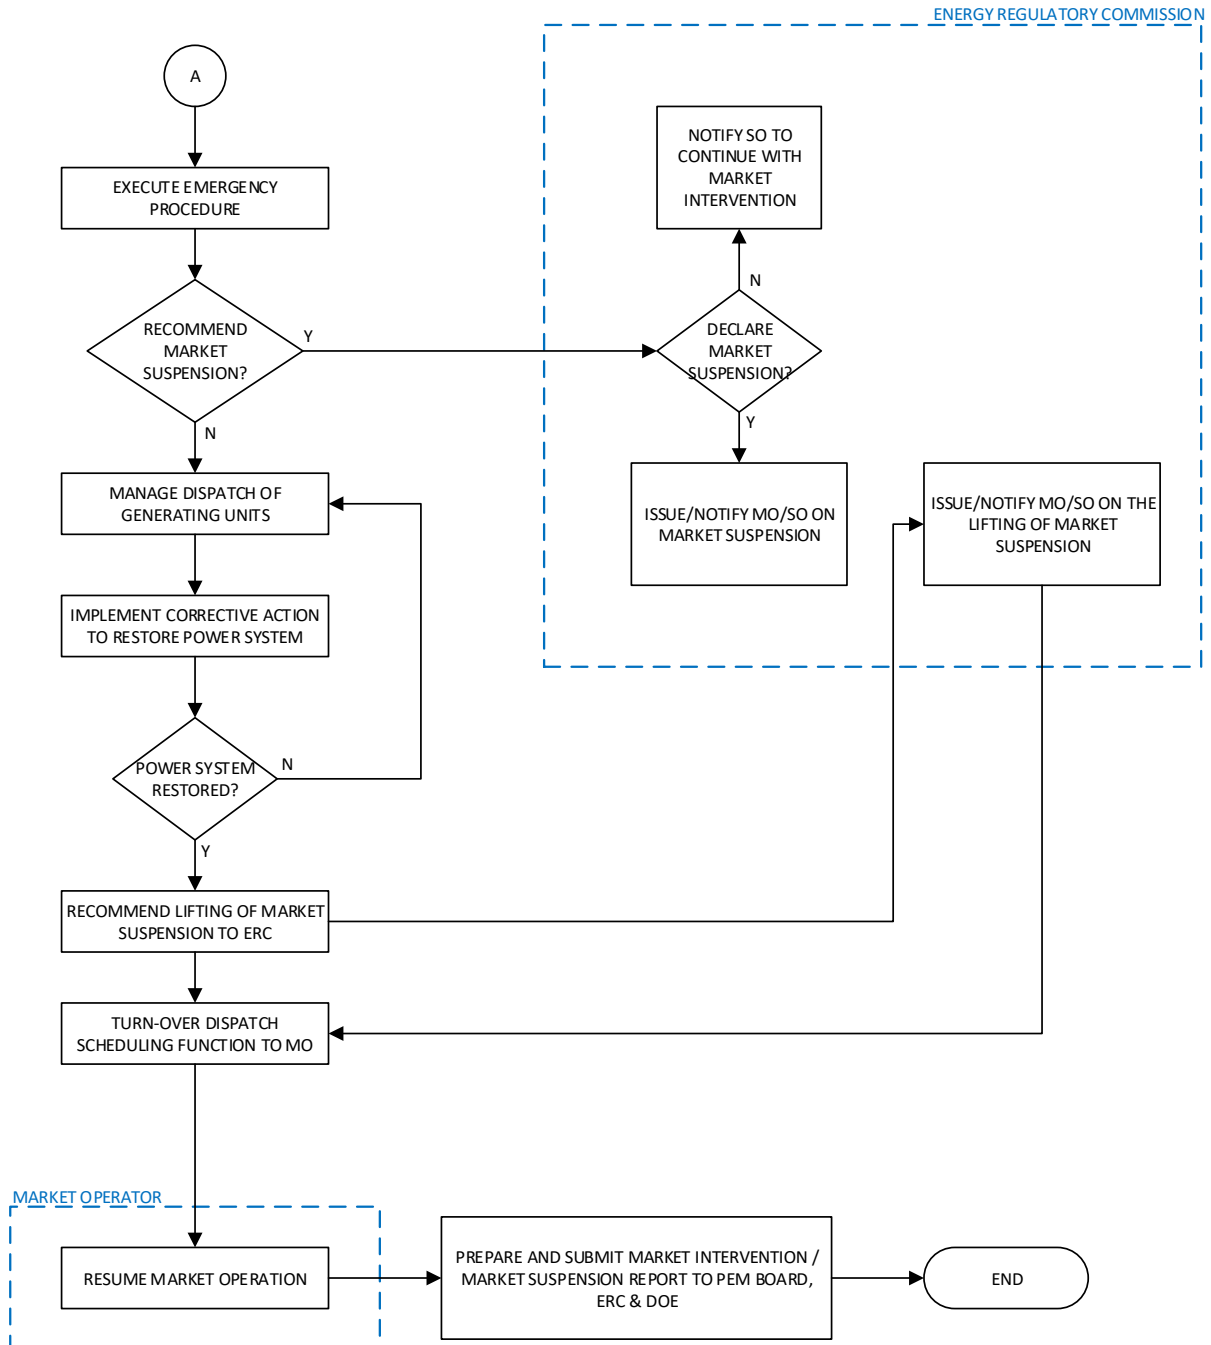 ENERGY REGULATORY COMMISSION
A
NOTIFY SO TO
CONTINUE WITH
MARKET
INTERVENTION
EXECUTE EMERGENCY
PROCEDURE
N
RECOMMEND
MARKET
SUSPENSION?
Y
DECLARE
MARKET
SUSPENSION?
N
Y
MANAGE DISPATCH OF
GENERATING UNITS
ISSUE/NOTIFY MO/SO ON
MARKET SUSPENSION
ISSUE/NOTIFY MO/SO ON THE
LIFTING OF MARKET
SUSPENSION
IMPLEMENT CORRECTIVE ACTION
TO RESTORE POWER SYSTEM
POWER SYSTEM
RESTORED?
N
Y
RECOMMEND LIFTING OF MARKET
SUSPENSION TO ERC
TURN-OVER DISPATCH
SCHEDULING FUNCTION TO MO
MARKET OPERATOR
RESUME MARKET OPERATION
PREPARE AND SUBMIT MARKET INTERVENTION /
MARKET SUSPENSION REPORT TO PEM BOARD,
ERC & DOE
END